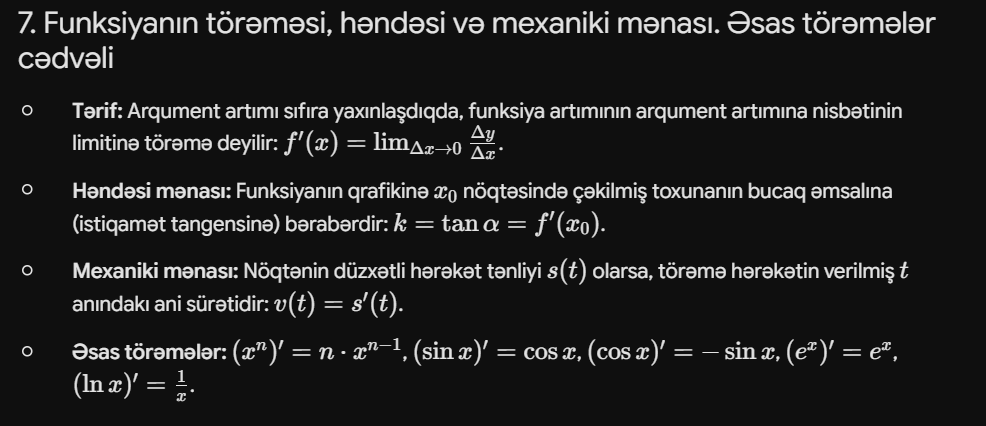 7. Funksiyanın törəməsi, həndəsi və mexaniki mənası. Əsas törəmələr
cədvəli
○ Tərif: Arqument artımı sıfıra yaxınlaşdıqda, funksiya artımının arqument artımına nisbətinin
limitinə törəmə deyilir: f′(x) = lim_{Δx→0} Δy/Δx.
○ Həndəsi mənası: Funksiyanın qrafikinə x₀ nöqtəsində çəkilmiş toxunanın bucaq əmsalına
(istiqamət tangensinə) bərabərdir: k = tan α = f′(x₀).
○ Mexaniki mənası: Nöqtənin düzxətli hərəkət tənliyi s(t) olarsa, törəmə hərəkətin verilmiş t
anındakı ani sürətidir: v(t) = s′(t).
○ Əsas törəmələr: (xⁿ)′ = n · xⁿ⁻¹, (sin x)′ = cos x, (cos x)′ = − sin x, (eˣ)′ = eˣ,
(ln x)′ = 1/x.